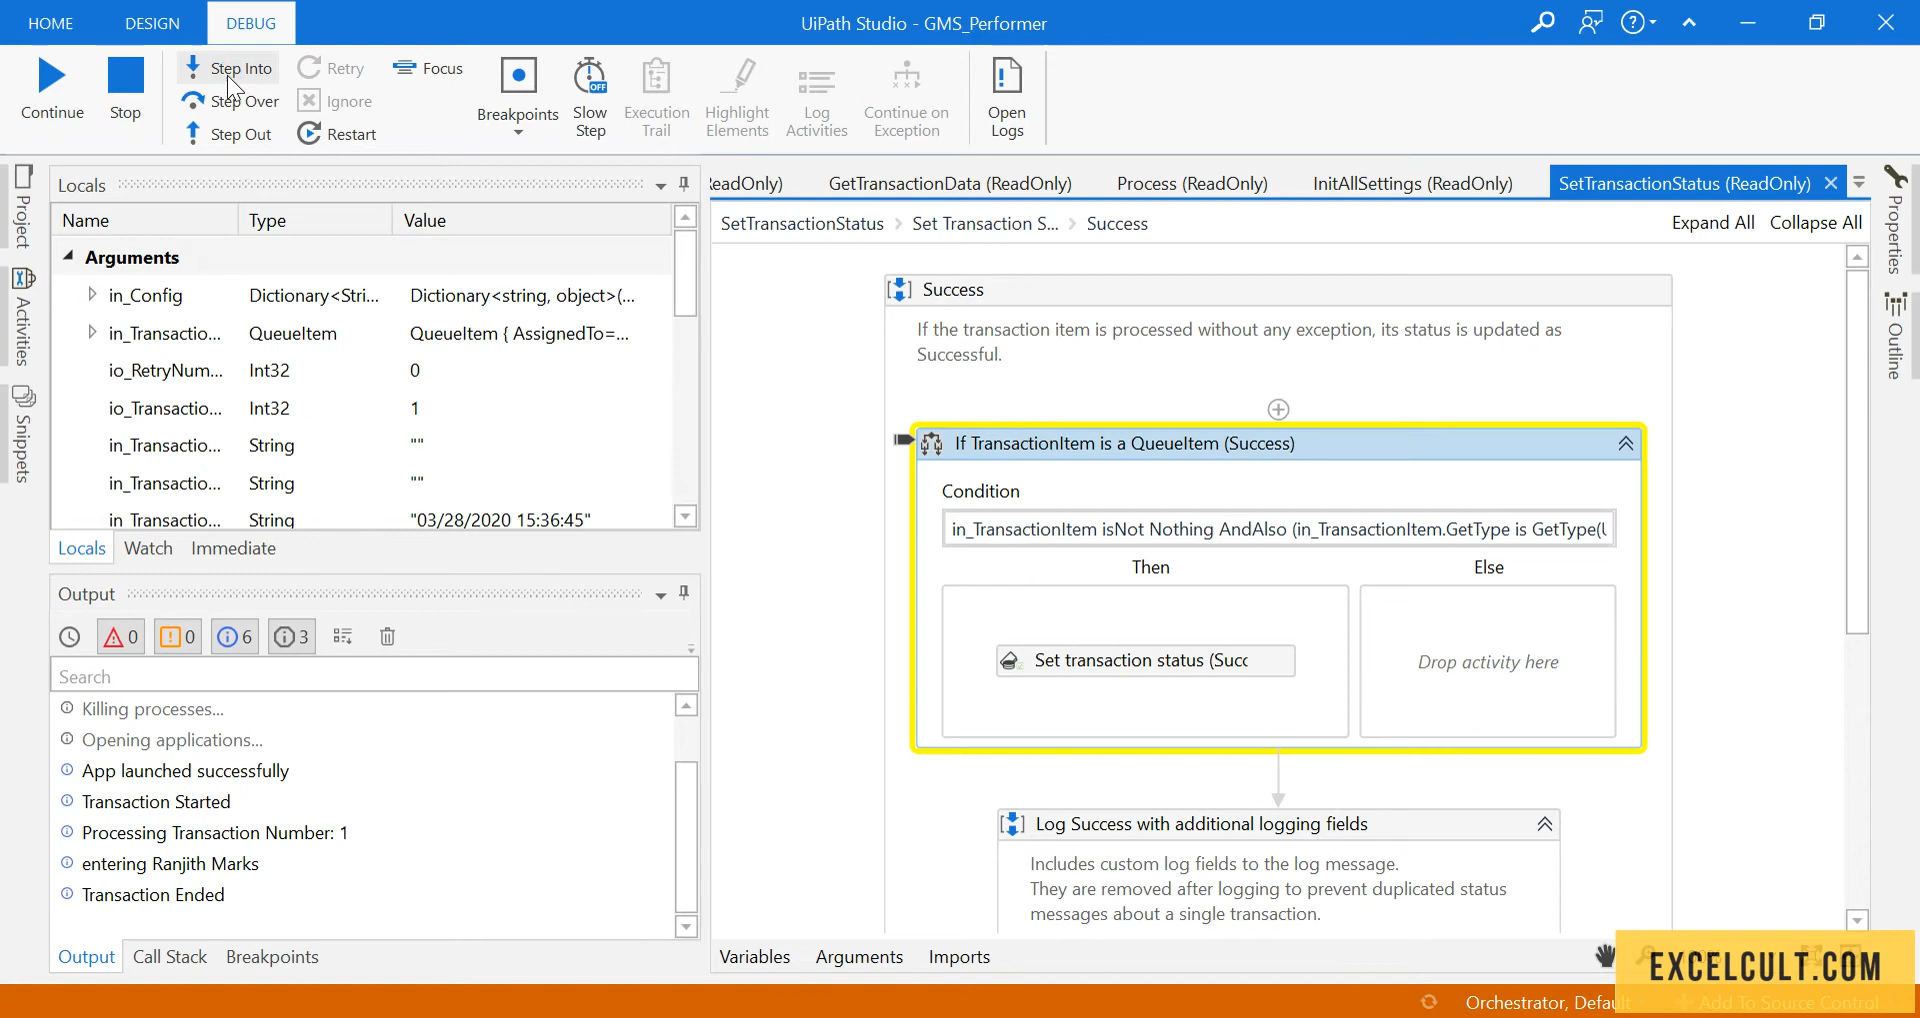 HOME DESIGN DEBUG UiPath Studio - GMS_Performer
Continue
Stop
Step Into
Step Over
Step Out
Retry
Ignore
Restart
Focus
Breakpoints
Slow
Step
Execution
Trail
Highlight
Elements
Log
Activities
Continue on
Exception
Open
Logs
Project
Activities
Snippets
Locals
Name Type Value
Arguments
in_Config Dictionary<Stri... Dictionary<string, object>(...
in_Transactio... QueueItem QueueItem { AssignedTo=...
io_RetryNum... Int32 0
io_Transactio... Int32 1
in_Transactio... String ""
in_Transactio... String ""
in_Transactio... String "03/28/2020 15:36:45"
Locals Watch Immediate
Output
0 0 6 3
Search
Killing processes...
Opening applications...
App launched successfully
Transaction Started
Processing Transaction Number: 1
entering Ranjith Marks
Transaction Ended
Output Call Stack Breakpoints
ReadOnly) GetTransactionData (ReadOnly) Process (ReadOnly) InitAllSettings (ReadOnly) SetTransactionStatus (ReadOnly)
SetTransactionStatus > Set Transaction S... > Success
Expand All Collapse All
Success
If the transaction item is processed without any exception, its status is updated as
Successful.
If TransactionItem is a QueueItem (Success)
Condition
in_TransactionItem isNot Nothing AndAlso (in_TransactionItem.GetType is GetType(U
Then Else
Set transaction status (Succ
Drop activity here
Log Success with additional logging fields
Includes custom log fields to the log message.
They are removed after logging to prevent duplicated status
messages about a single transaction.
Variables Arguments Imports
Properties
Outline
EXCELCULT.COM
Orchestrator, Default
Add To Source Control